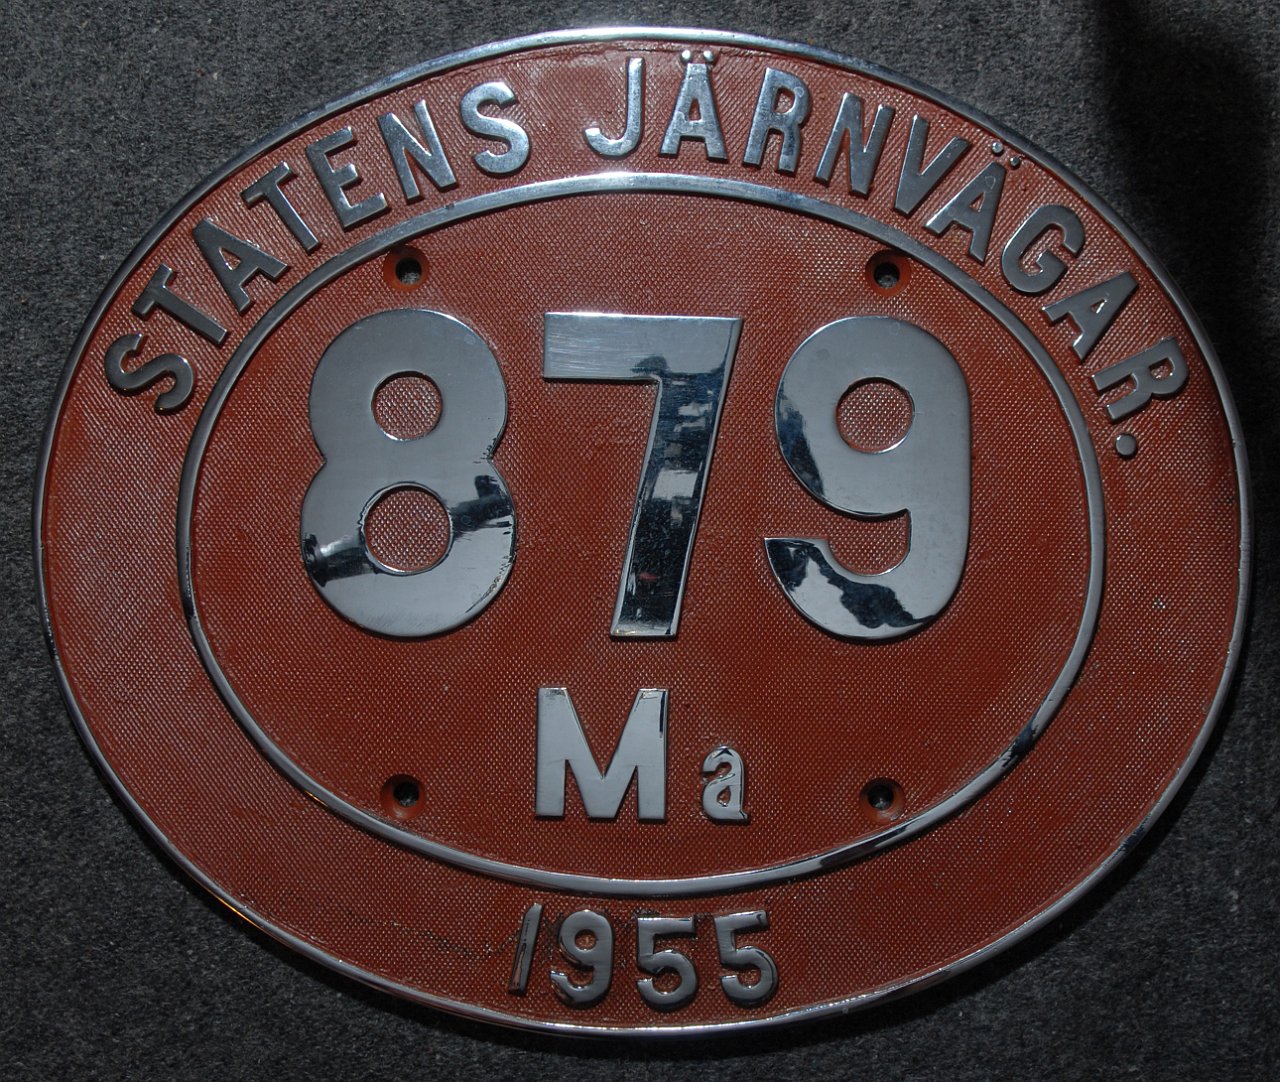 STATENS JÄRNVÄGAR.
879
Ma
1955